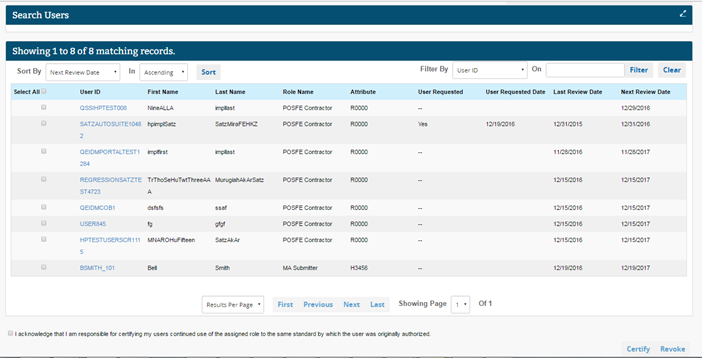 Search Users
Showing 1 to 8 of 8 matching records.
Sort By Next Review Date In Ascending Sort Filter By User ID On Filter Clear
Select All User ID First Name Last Name Role Name Attribute User Requested User Requested Date Last Review Date Next Review Date
QSSIHPTEST008 NineALLA impllast POSFE Contractor R0000 -- 12/29/2016
SATZAUTOSUITE1048 hpimplSatz SatzMiraFEHKZ POSFE Contractor R0000 Yes 12/19/2016 12/31/2015 12/31/2016
2
QEIDMPORTALTEST1 implfirst impllast POSFE Contractor R0000 -- 11/28/2016 11/28/2017
284
REGRESSIONSATZTE TrThoSeHuTwtThreeAA MurugiahAkArSatz POSFE Contractor R0000 -- 12/15/2016 12/15/2017
ST4723 A
QEIDMCOB1 dsfsfs ssaf POSFE Contractor R0000 -- 12/15/2016 12/15/2017
USER845 fg gfgf POSFE Contractor R0000 -- 12/15/2016 12/15/2017
HPTESTUSERSCR111 MNAROHuFifteen SatzAkAr POSFE Contractor R0000 -- 12/15/2016 12/15/2017
5
BSMITH_101 Bell Smith MA Submitter H3456 -- 12/19/2016 12/19/2017
Results Per Page First Previous Next Last Showing Page 1 Of 1
I acknowledge that I am responsible for certifying my users continued use of the assigned role to the same standard by which the user was originally authorized.
Certify Revoke